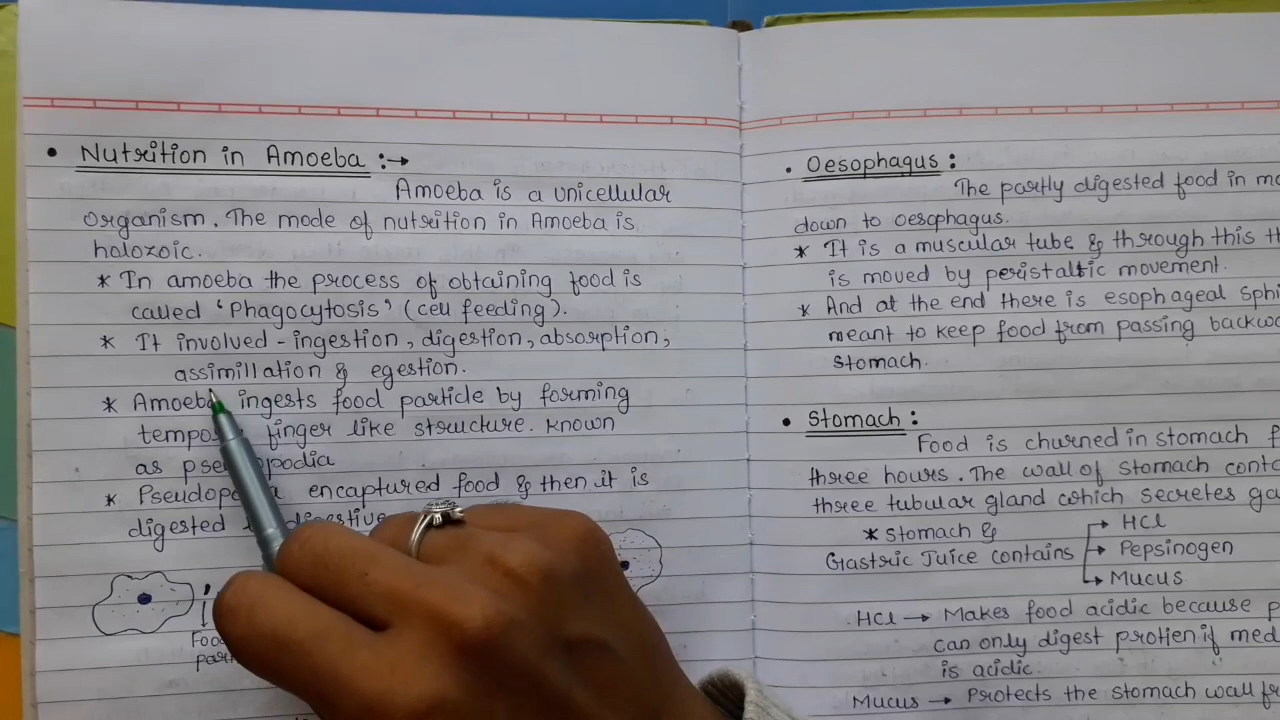 • Nutrition in Amoeba :→
Amoeba is a unicellular
organism. The mode of nutrition in Amoeba is
holozoic.
* In amoeba the process of obtaining food is
called 'Phagocytosis' (cell feeding).
* It involved - ingestion, digestion, absorption,
assimillation & egestion.
* Amoeba ingests food particle by forming
finger like structure. known
as
* encaptured food & then it is
digested
• Oesophagus :
The partly digested food in
down to oesophagus.
* It is a muscular tube & through this
is moved by peristaltic movement.
* And at the end there is esophageal
meant to keep food from passing
stomach.
• Stomach :
Food is churned in stomach
three hours. The wall of stomach
three tubular gland which secretes
* stomach &
Gastric Juice contains → HCl
→ Pepsinogen
→ Mucus
HCl → Makes food acidic because
can only digest protien if
is acidic.
Mucus → Protects the stomach wall